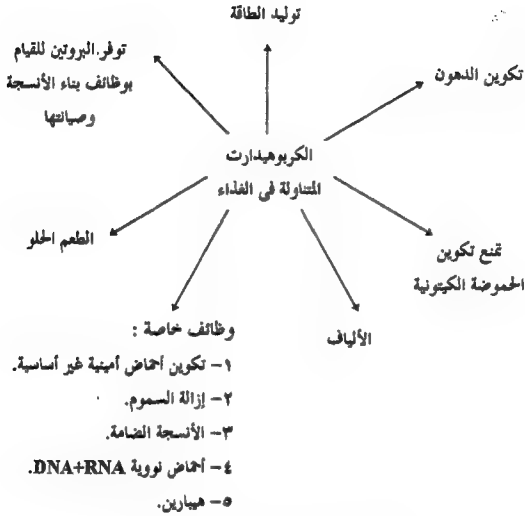 توليد الطاقة
توفر البروتين للقيام
بوظائف بناء الأنسجة
وصيانتها
تكوين الدهون
الكربوهيدارت
المتناولة فى الغذاء
الطعم الحلو
تمنع تكوين
الحموضة الكيتونية
الألياف
وظائف خاصة :
١- تكوين أحماض أمينية غير أساسية.
٢- إزالة السموم.
٣- الأنسجة الضامة.
٤- أحماض نووية DNA+RNA.
٥- هيبارين.